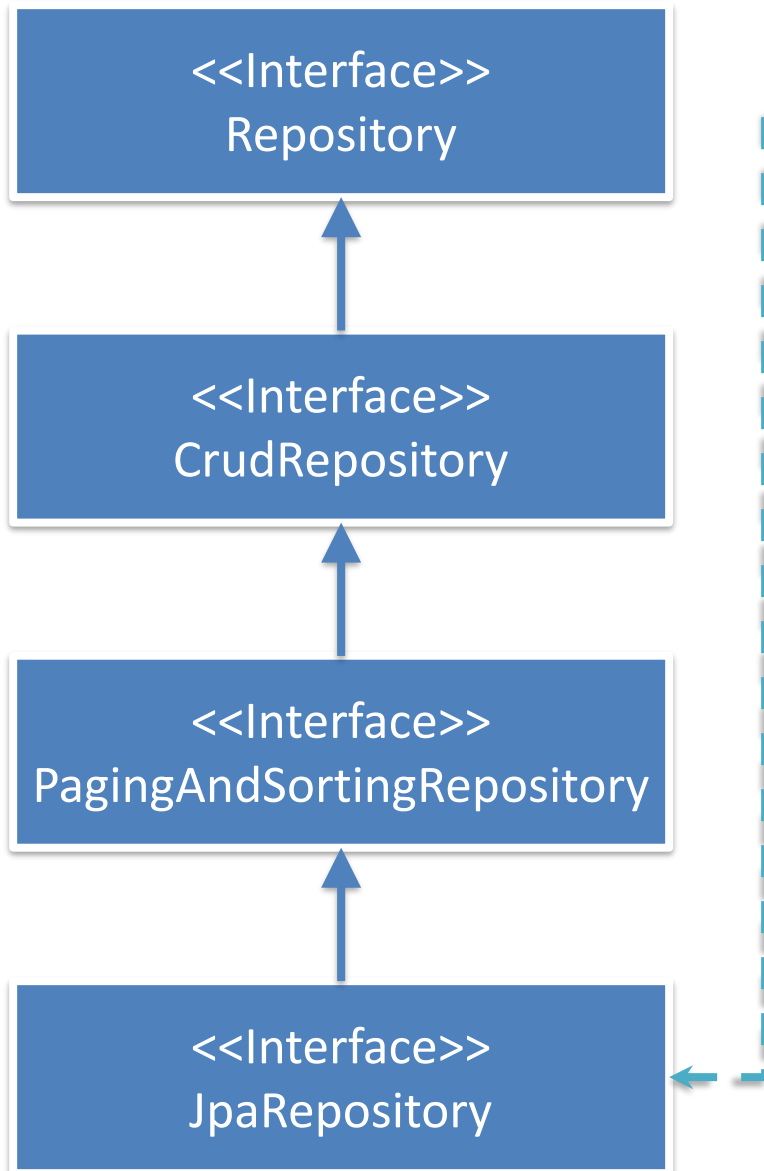 <<Interface>>
Repository
<<Interface>>
CrudRepository
<<Interface>>
PagingAndSortingRepository
<<Interface>>
JpaRepository